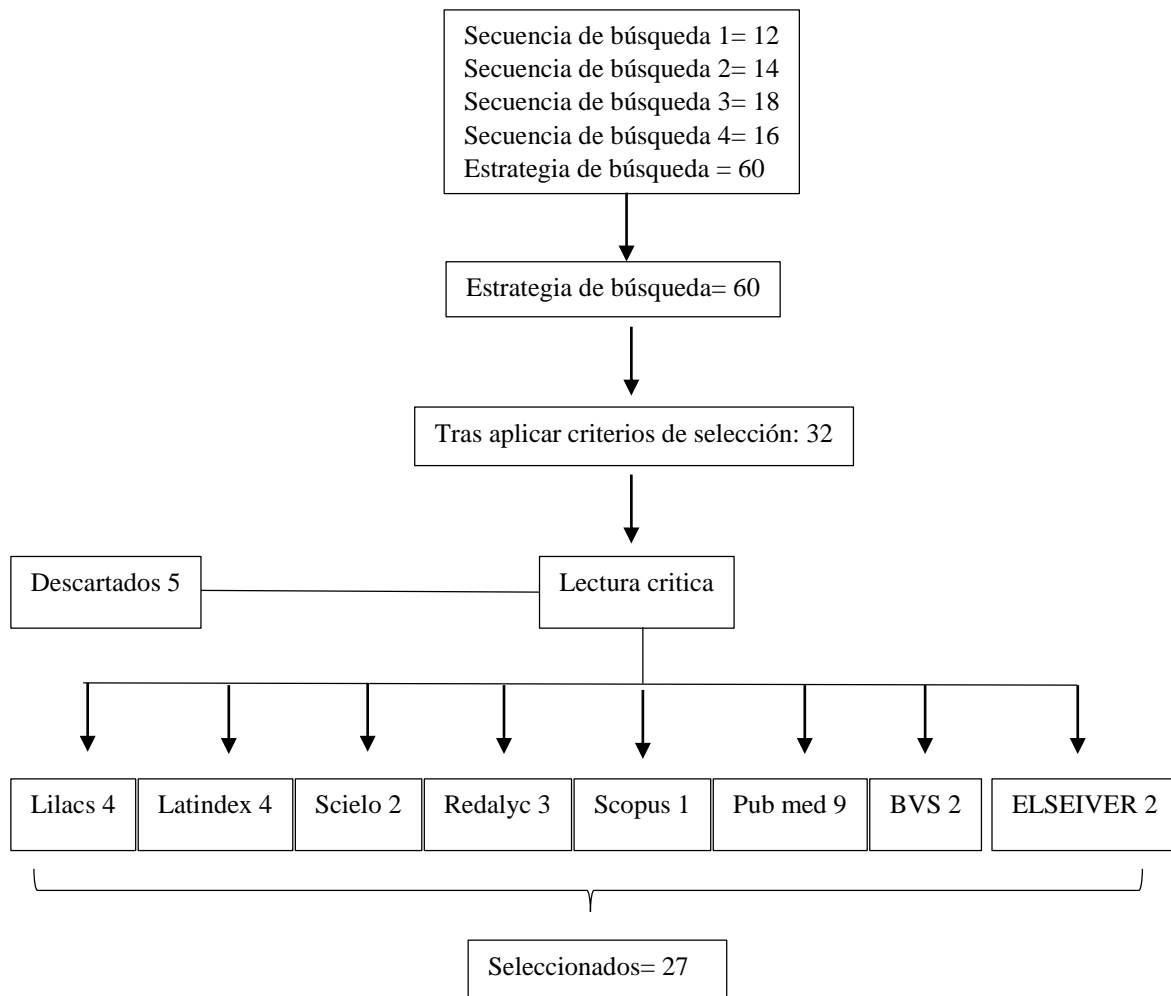 Secuencia de búsqueda 1= 12
Secuencia de búsqueda 2= 14
Secuencia de búsqueda 3= 18
Secuencia de búsqueda 4= 16
Estrategia de búsqueda = 60
Estrategia de búsqueda= 60
Tras aplicar criterios de selección: 32
Descartados 5
Lectura critica
Lilacs 4
Latindex 4
Scielo 2
Redalyc 3
Scopus 1
Pub med 9
BVS 2
ELSEIVER 2
Seleccionados= 27